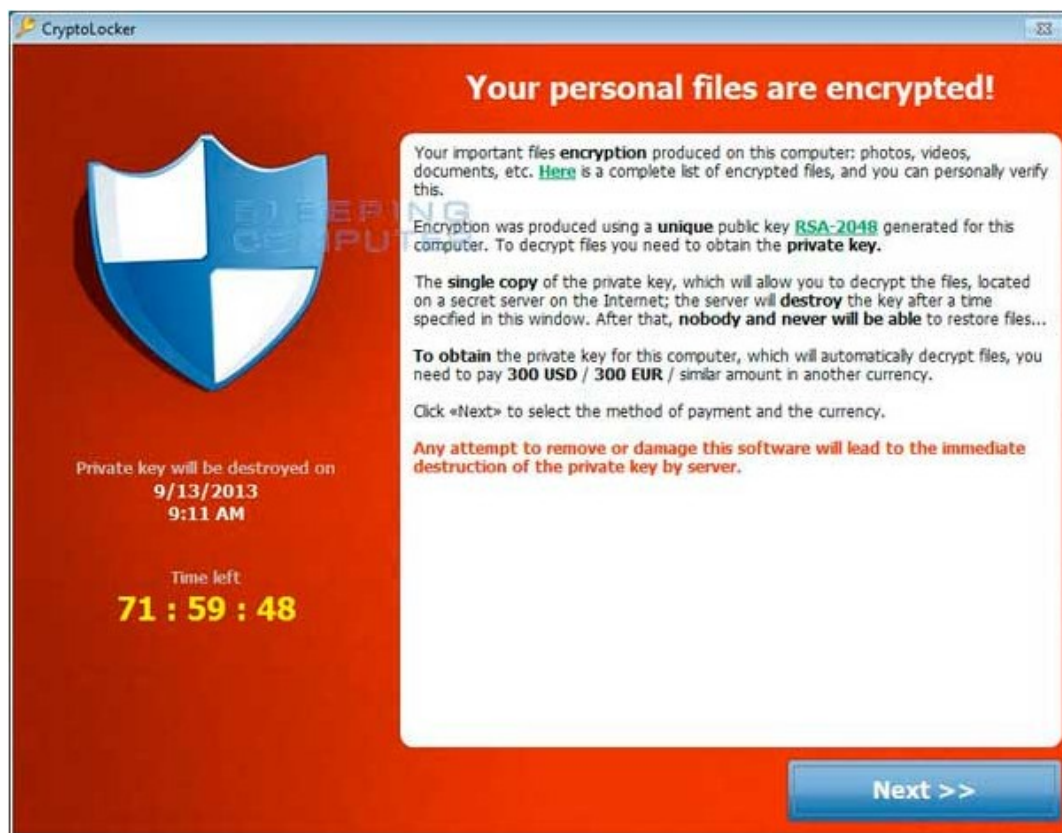 CryptoLocker
Your personal files are encrypted!
Your important files encryption produced on this computer: photos, videos,
documents, etc. Here is a complete list of encrypted files, and you can personally verify
this.
Encryption was produced using a unique public key RSA-2048 generated for this
computer. To decrypt files you need to obtain the private key.
The single copy of the private key, which will allow you to decrypt the files, located
on a secret server on the Internet; the server will destroy the key after a time
specified in this window. After that, nobody and never will be able to restore files...
To obtain the private key for this computer, which will automatically decrypt files, you
need to pay 300 USD / 300 EUR / similar amount in another currency.
Click «Next» to select the method of payment and the currency.
Any attempt to remove or damage this software will lead to the immediate
destruction of the private key by server.
Private key will be destroyed on
9/13/2013
9:11 AM
Time left
71 : 59 : 48
Next >>